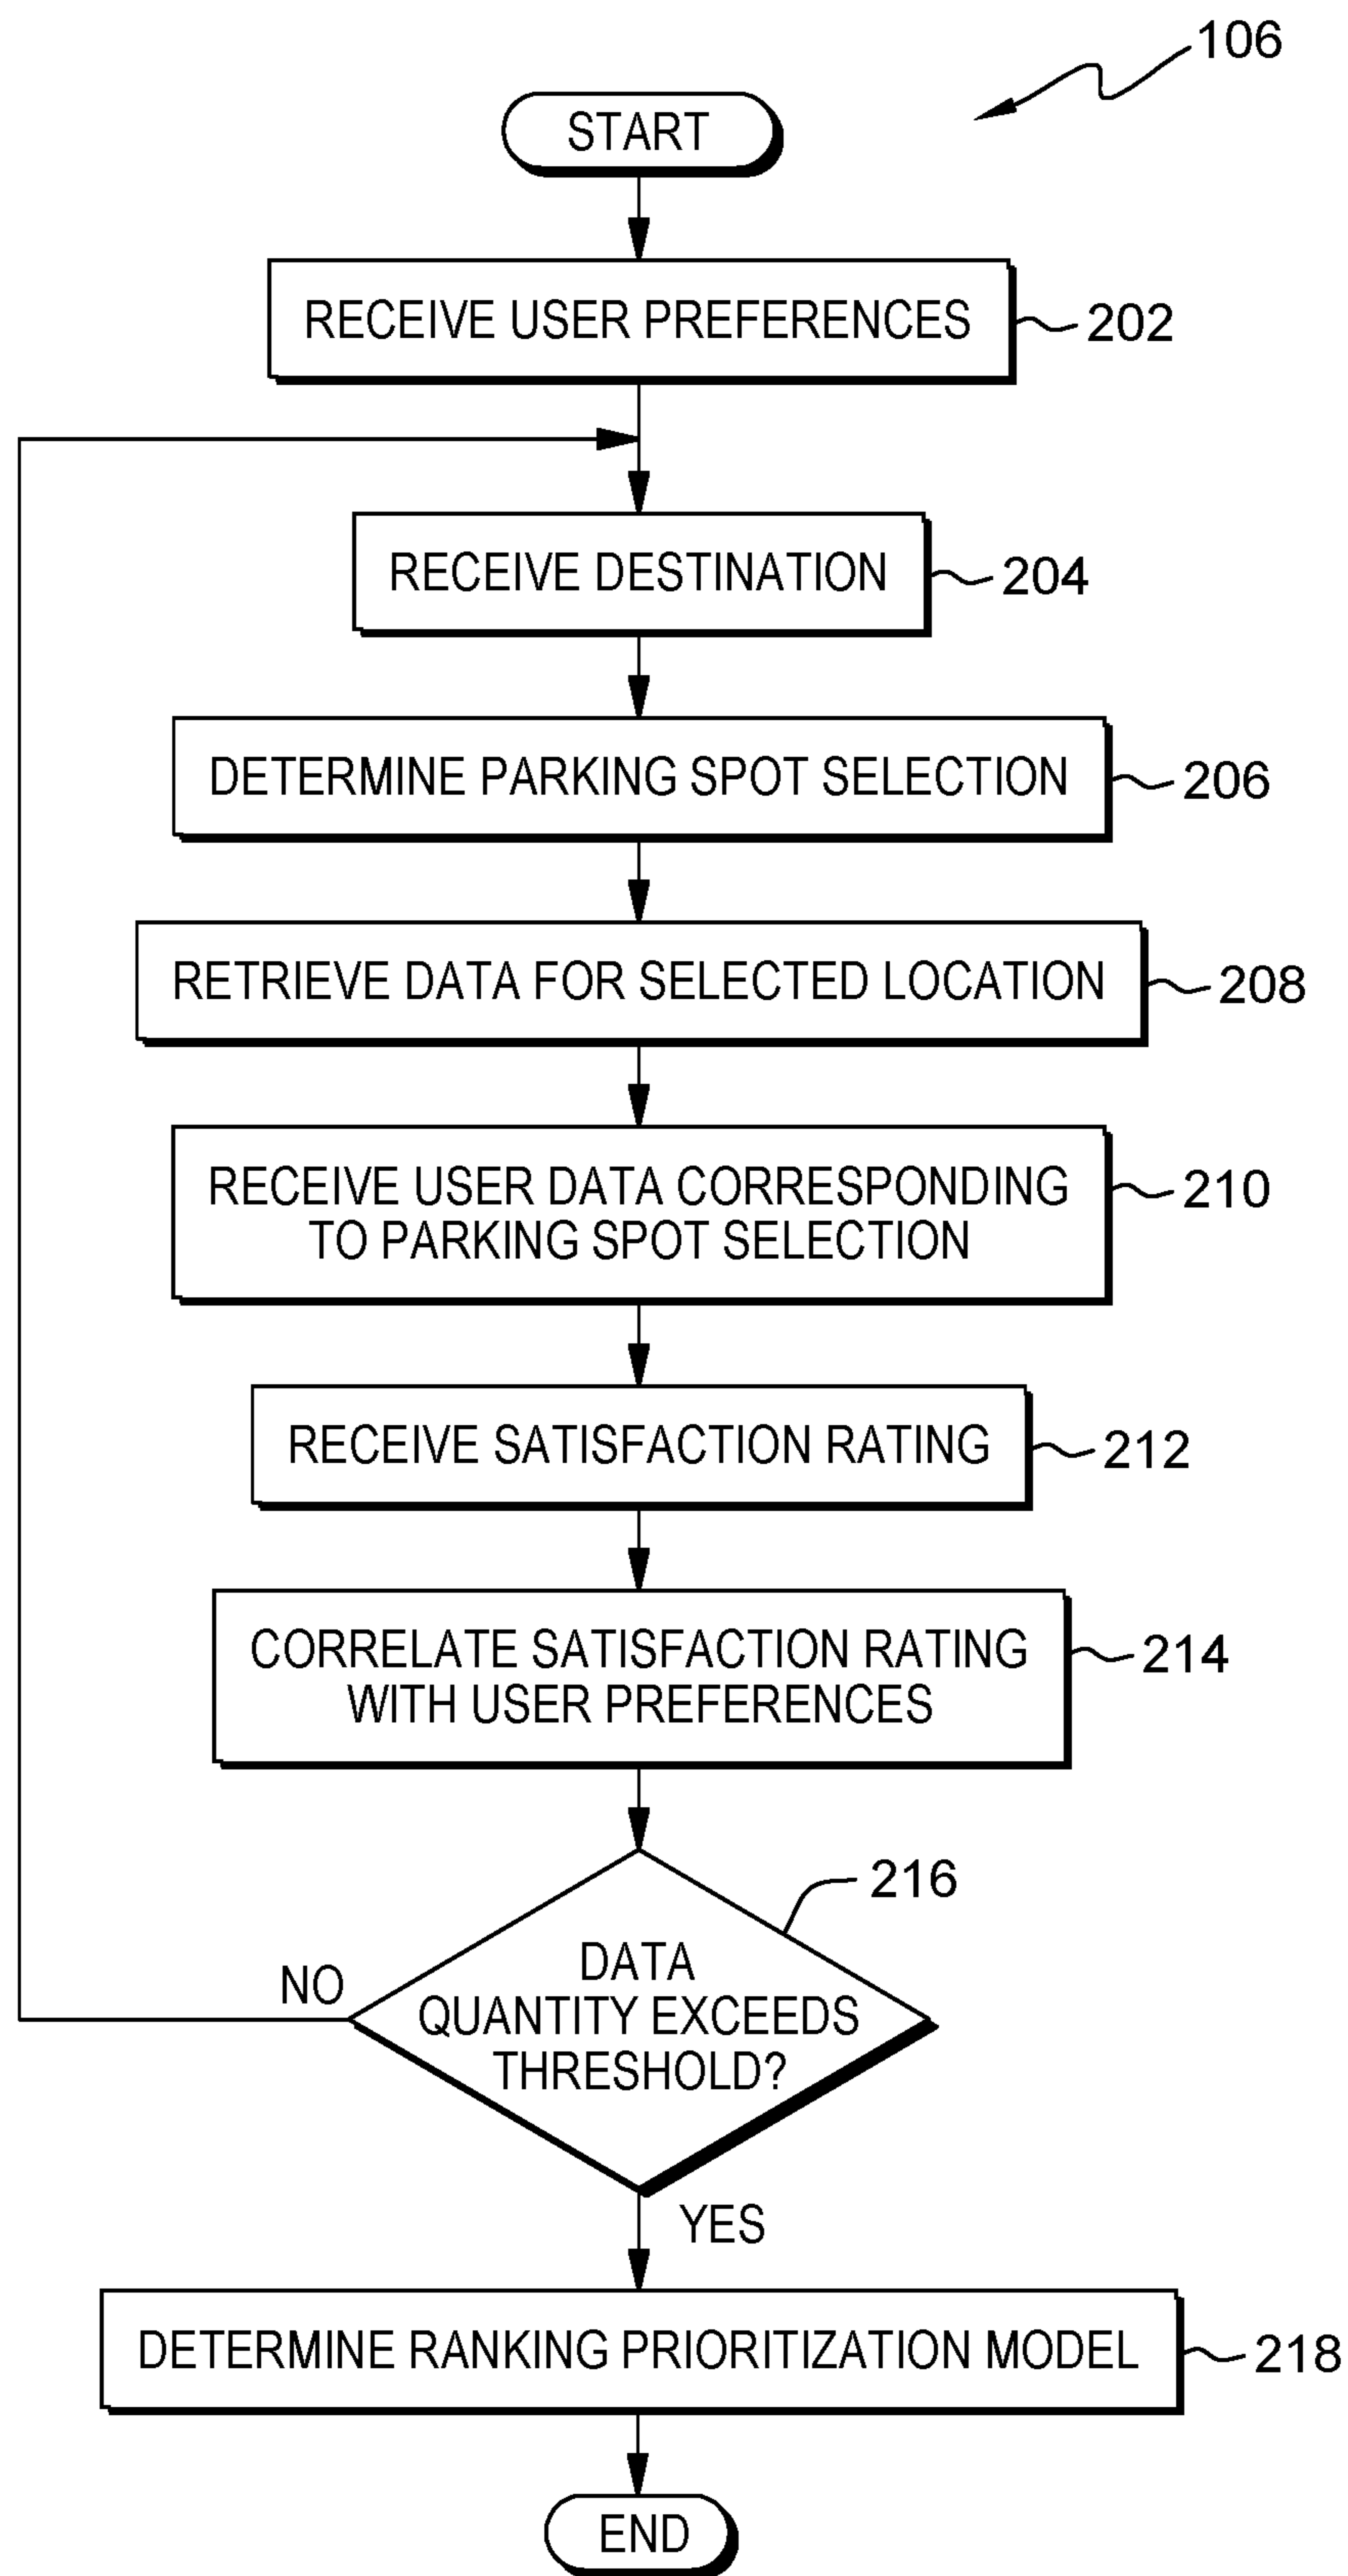 106
START
RECEIVE USER PREFERENCES
202
RECEIVE DESTINATION
204
DETERMINE PARKING SPOT SELECTION
206
RETRIEVE DATA FOR SELECTED LOCATION
208
RECEIVE USER DATA CORRESPONDING
TO PARKING SPOT SELECTION
210
RECEIVE SATISFACTION RATING
212
CORRELATE SATISFACTION RATING
WITH USER PREFERENCES
214
216
DATA
QUANTITY EXCEEDS
THRESHOLD?
NO
YES
DETERMINE RANKING PRIORITIZATION MODEL
218
END